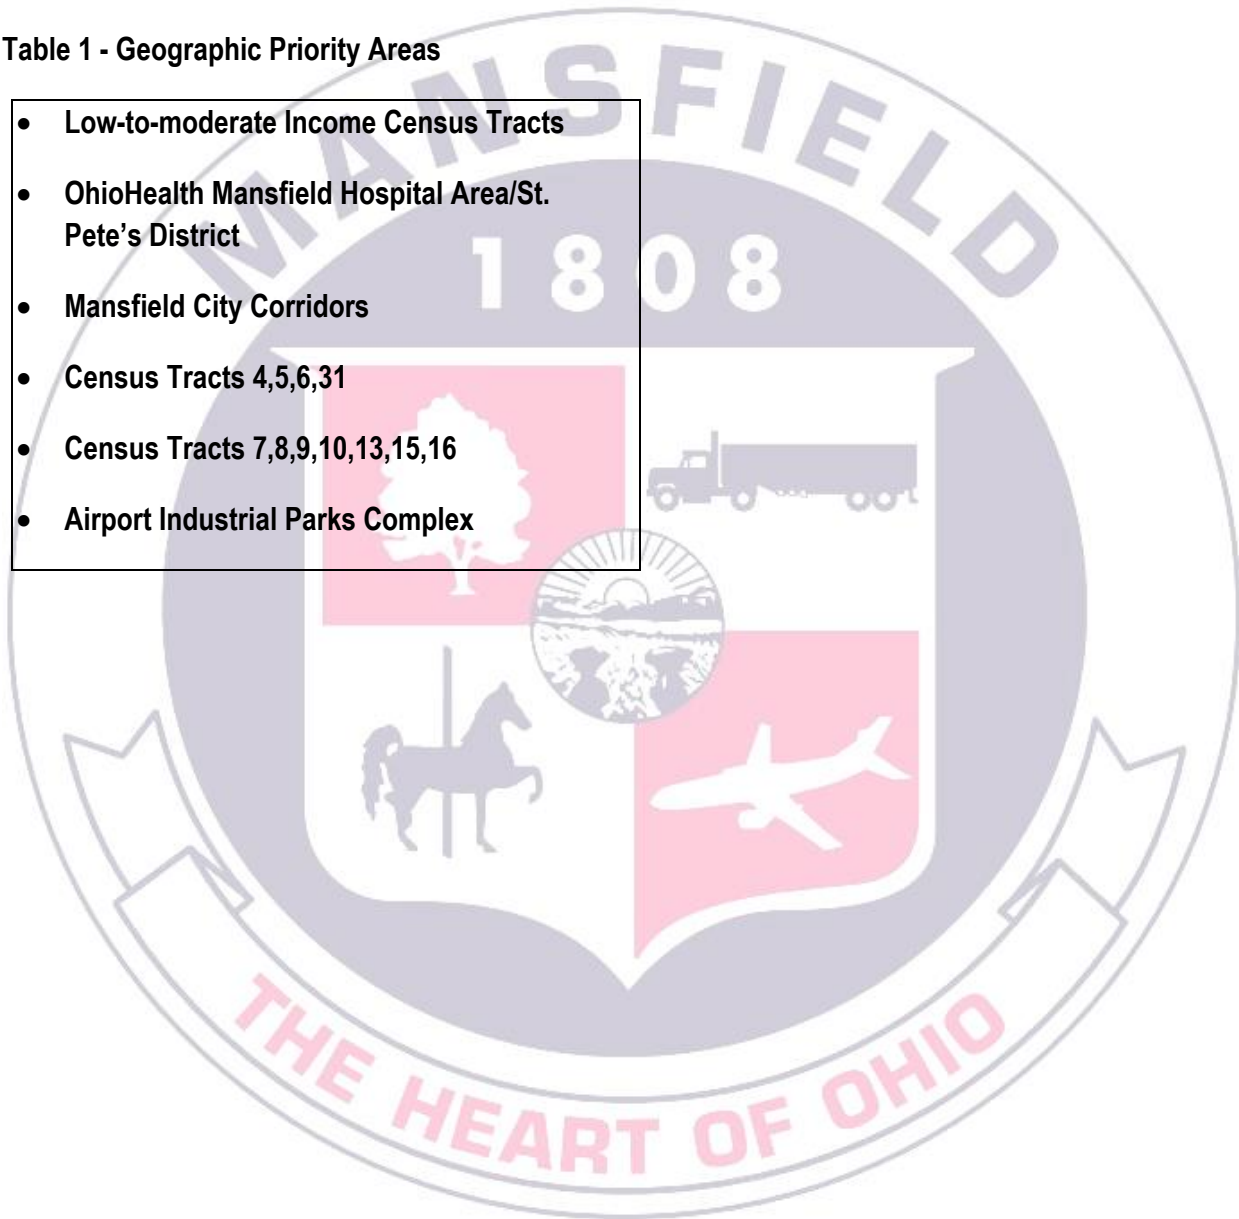 Table 1 - Geographic Priority Areas
• Low-to-moderate Income Census Tracts
• OhioHealth Mansfield Hospital Area/St.
Pete's District
• Mansfield City Corridors
• Census Tracts 4,5,6,31
• Census Tracts 7,8,9,10,13,15,16
• Airport Industrial Parks Complex
MANSFIELD
1808
THE HEART OF OHIO